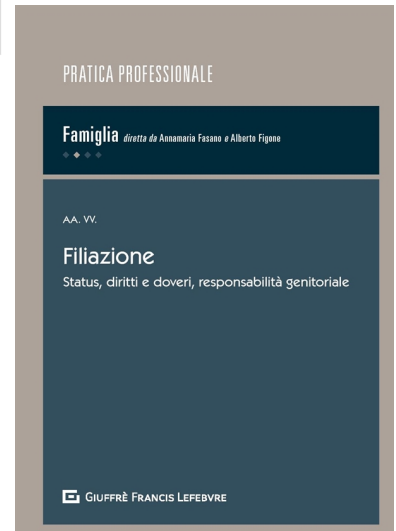 PRATICA PROFESSIONALE
Famiglia diretta da Annamaria Fasano e Alberto Figone
AA. VV.
Filiazione
Status, diritti e doveri, responsabilità genitoriale
GIUFFRÈ FRANCIS LEFEBVRE